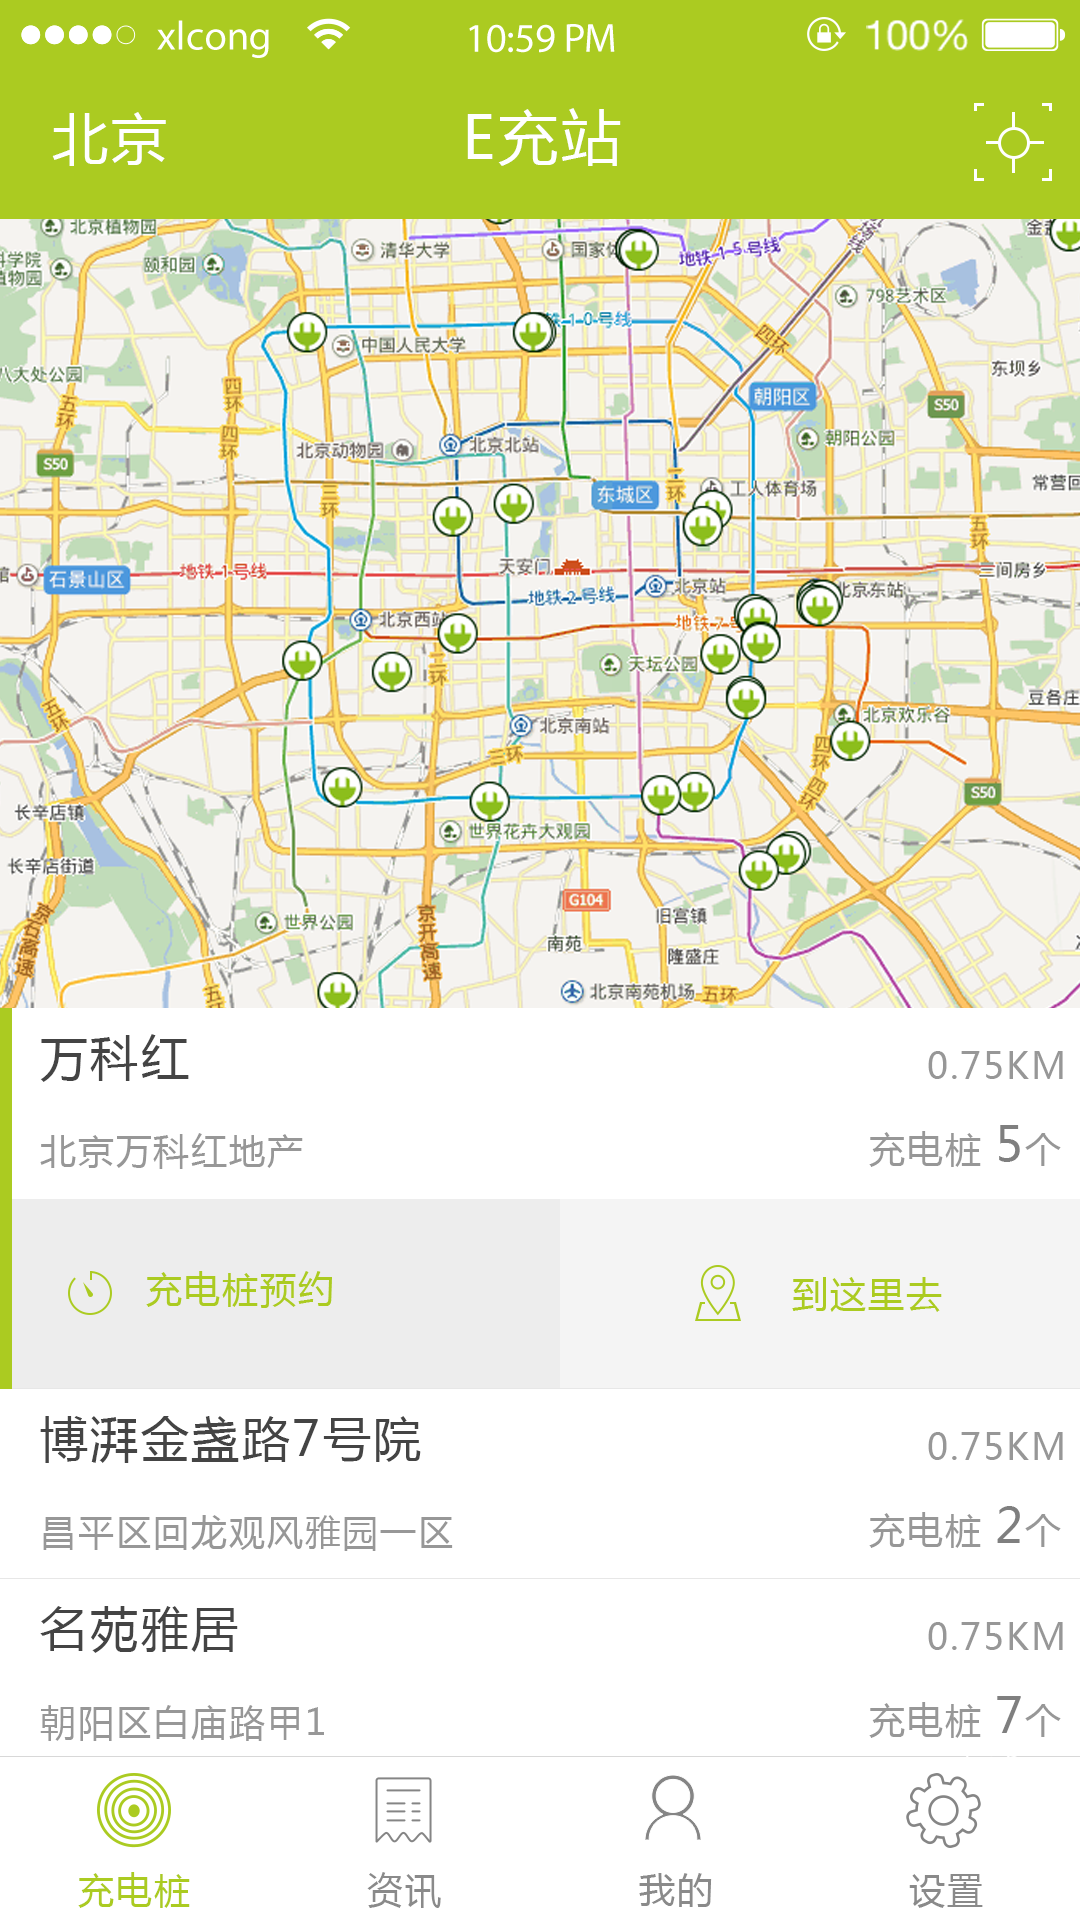 xlcong 10:59 PM 100%
北京 E充站
北京植物园
清华大学
国家体
地铁15号线
科学院
植物园
颐和园
798艺术区
铁10号线
中国人民大学
四环
东坝乡
八大处公园
五环
四环
四环
朝阳区
S50
朝阳公园
北京动物园
北京北站
S50
三环
东城区
二环
工人体育场
常营回
五环
天安门
石景山区
地铁1号线
三间房乡
地铁2号线
北京站
北京东站
北京西站
地铁7号
天坛公园
二环
豆各庄
五环
北京南站
北京欢乐谷
三环
四环
四环
S50
长辛店镇
世界花卉大观园
长辛店街道
G104
京石高速
世界公园
京开高速
旧宫镇
南苑
隆盛庄
五环
北京南苑机场
五环
万科红 0.75KM
北京万科红地产 充电桩 5个
充电桩预约 到这里去
博湃金盏路7号院 0.75KM
昌平区回龙观风雅园一区 充电桩 2个
名苑雅居 0.75KM
朝阳区白庙路甲1 充电桩 7个
充电桩 资讯 我的 设置